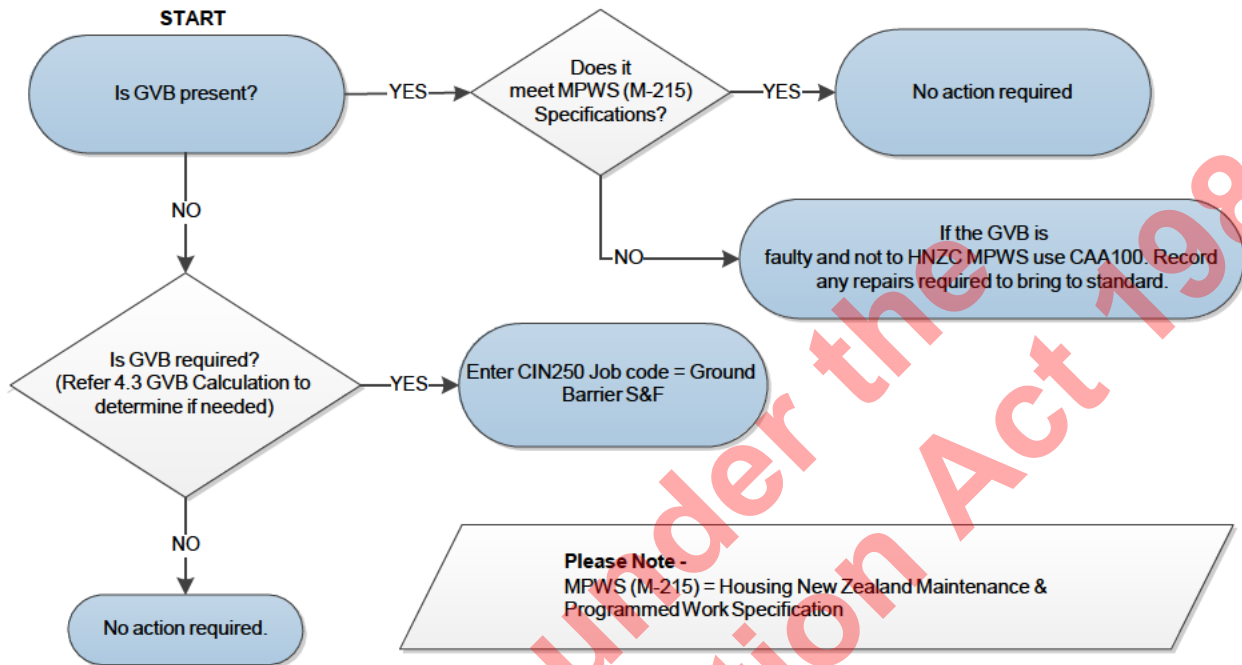 START
Is GVB present?
YES
Does it
meet MPWS (M-215)
Specifications?
YES
No action required
NO
NO
If the GVB is
faulty and not to HNZC MPWS use CAA100. Record
any repairs required to bring to standard.
Is GVB required?
(Refer 4.3 GVB Calculation to
determine if needed)
YES
Enter CIN250 Job code = Ground
Barrier S&F
NO
No action required.
Please Note -
MPWS (M-215) = Housing New Zealand Maintenance &
Programmed Work Specification
under the
Act 198